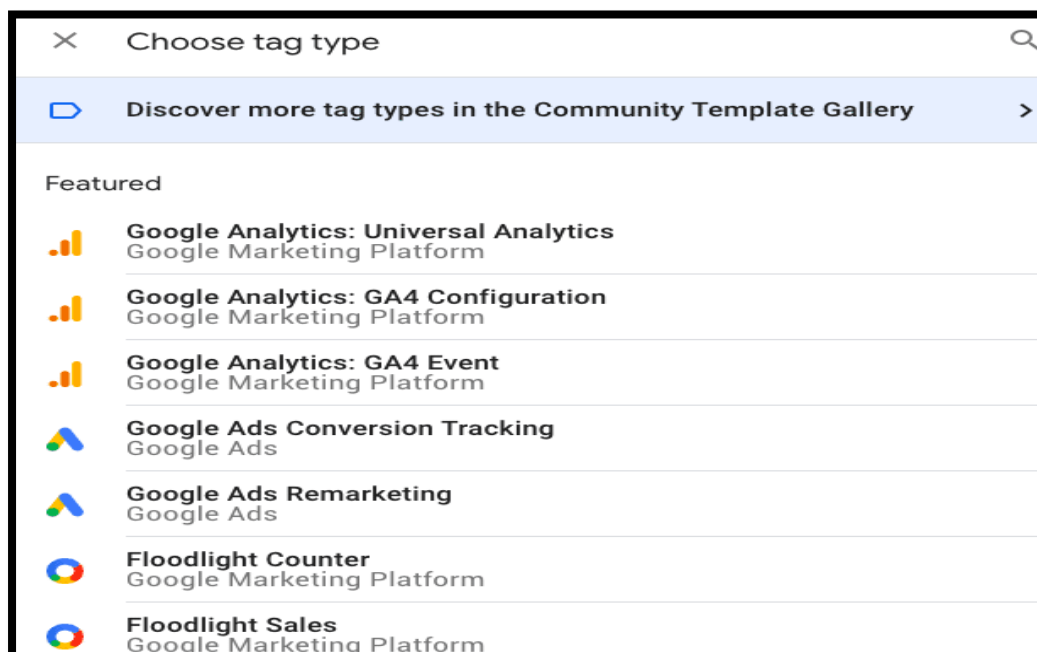 Choose tag type
Discover more tag types in the Community Template Gallery
Featured
Google Analytics: Universal Analytics
Google Marketing Platform
Google Analytics: GA4 Configuration
Google Marketing Platform
Google Analytics: GA4 Event
Google Marketing Platform
Google Ads Conversion Tracking
Google Ads
Google Ads Remarketing
Google Ads
Floodlight Counter
Google Marketing Platform
Floodlight Sales
Google Marketing Platform